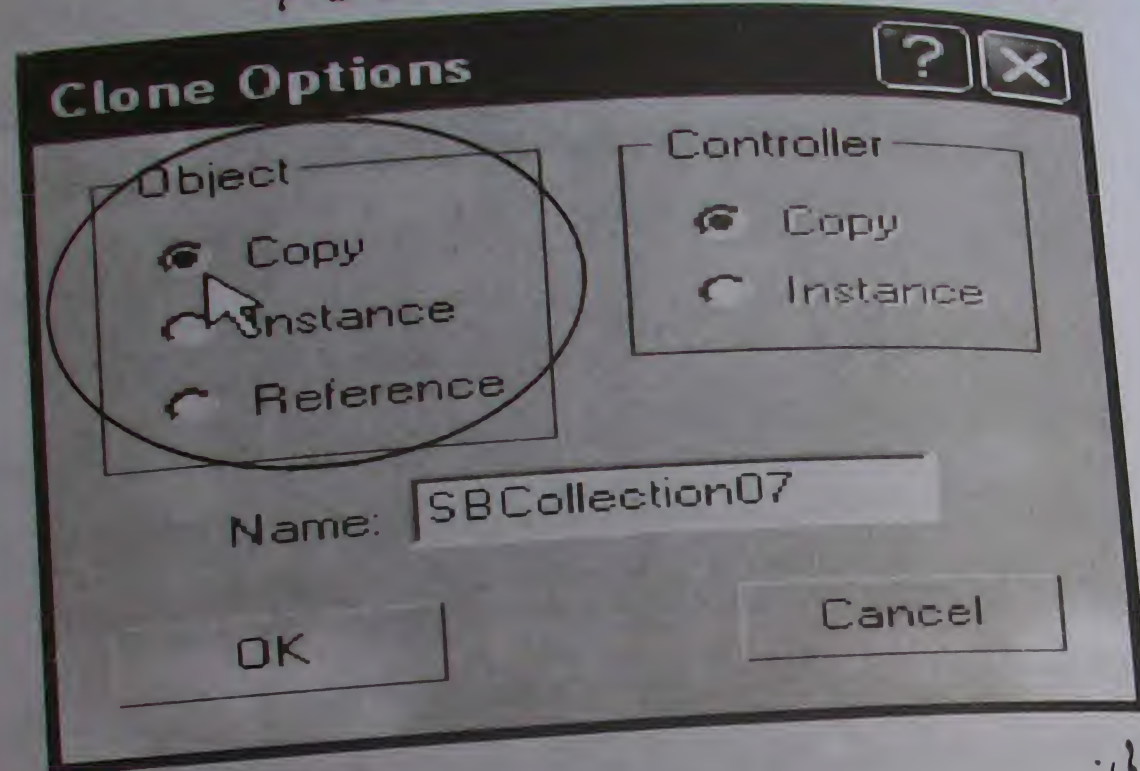 Clone Options
Object
Copy
Instance
Reference
Controller
Copy
Instance
Name: SBCollection07
OK
Cancel